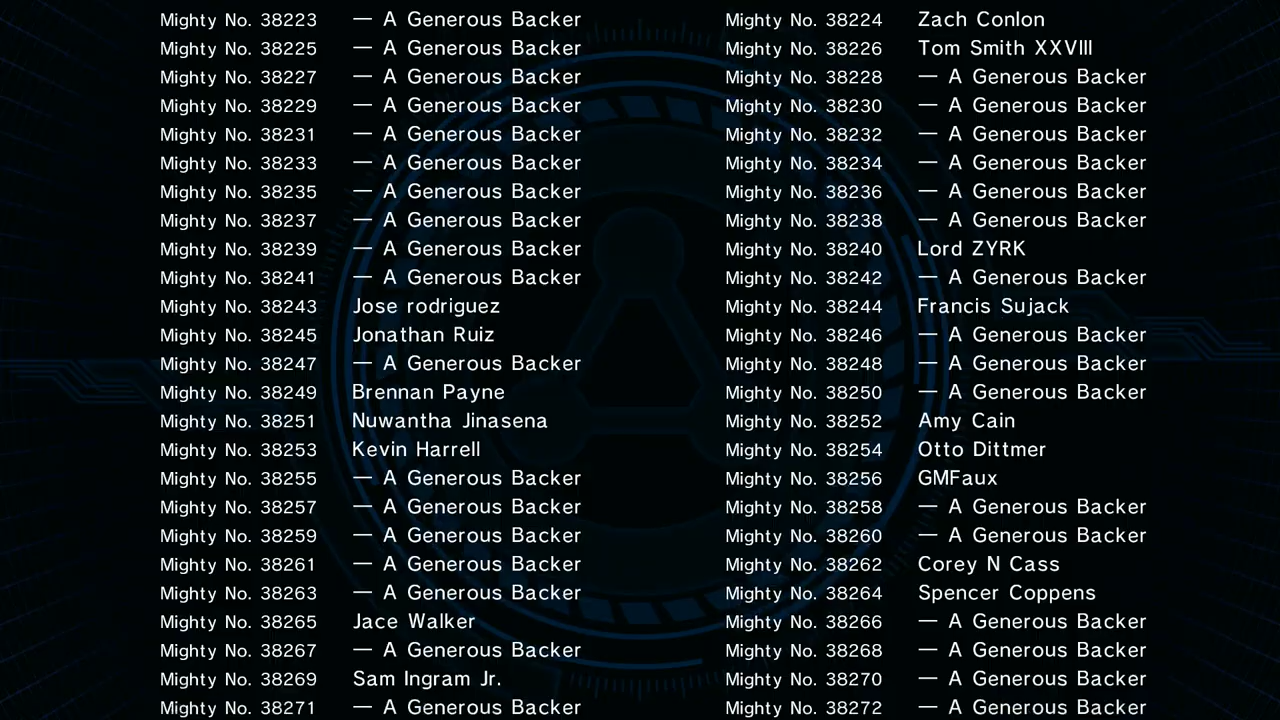 Mighty No. 38223 — A Generous Backer Mighty No. 38224 Zach Conlon
Mighty No. 38225 — A Generous Backer Mighty No. 38226 Tom Smith XXVIII
Mighty No. 38227 — A Generous Backer Mighty No. 38228 — A Generous Backer
Mighty No. 38229 — A Generous Backer Mighty No. 38230 — A Generous Backer
Mighty No. 38231 — A Generous Backer Mighty No. 38232 — A Generous Backer
Mighty No. 38233 — A Generous Backer Mighty No. 38234 — A Generous Backer
Mighty No. 38235 — A Generous Backer Mighty No. 38236 — A Generous Backer
Mighty No. 38237 — A Generous Backer Mighty No. 38238 — A Generous Backer
Mighty No. 38239 — A Generous Backer Mighty No. 38240 Lord ZYRK
Mighty No. 38241 — A Generous Backer Mighty No. 38242 — A Generous Backer
Mighty No. 38243 Jose rodriguez Mighty No. 38244 Francis Sujack
Mighty No. 38245 Jonathan Ruiz Mighty No. 38246 — A Generous Backer
Mighty No. 38247 — A Generous Backer Mighty No. 38248 — A Generous Backer
Mighty No. 38249 Brennan Payne Mighty No. 38250 — A Generous Backer
Mighty No. 38251 Nuwantha Jinasena Mighty No. 38252 Amy Cain
Mighty No. 38253 Kevin Harrell Mighty No. 38254 Otto Dittmer
Mighty No. 38255 — A Generous Backer Mighty No. 38256 GMFaux
Mighty No. 38257 — A Generous Backer Mighty No. 38258 — A Generous Backer
Mighty No. 38259 — A Generous Backer Mighty No. 38260 — A Generous Backer
Mighty No. 38261 — A Generous Backer Mighty No. 38262 Corey N Cass
Mighty No. 38263 — A Generous Backer Mighty No. 38264 Spencer Coppens
Mighty No. 38265 Jace Walker Mighty No. 38266 — A Generous Backer
Mighty No. 38267 — A Generous Backer Mighty No. 38268 — A Generous Backer
Mighty No. 38269 Sam Ingram Jr. Mighty No. 38270 — A Generous Backer
Mighty No. 38271 — A Generous Backer Mighty No. 38272 — A Generous Backer